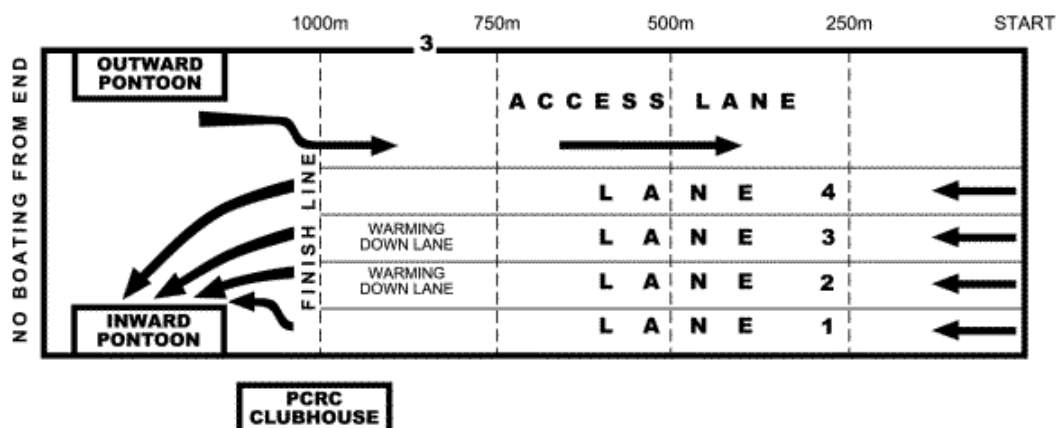 1000m 750m 500m 250m START
3
OUTWARD
PONTOON
ACCESS LANE
NO BOATING FROM END
FINISH LINE
LANE 4
WARMING
DOWN LANE
LANE 3
WARMING
DOWN LANE
LANE 2
INWARD
PONTOON
LANE 1
PCRC
CLUBHOUSE